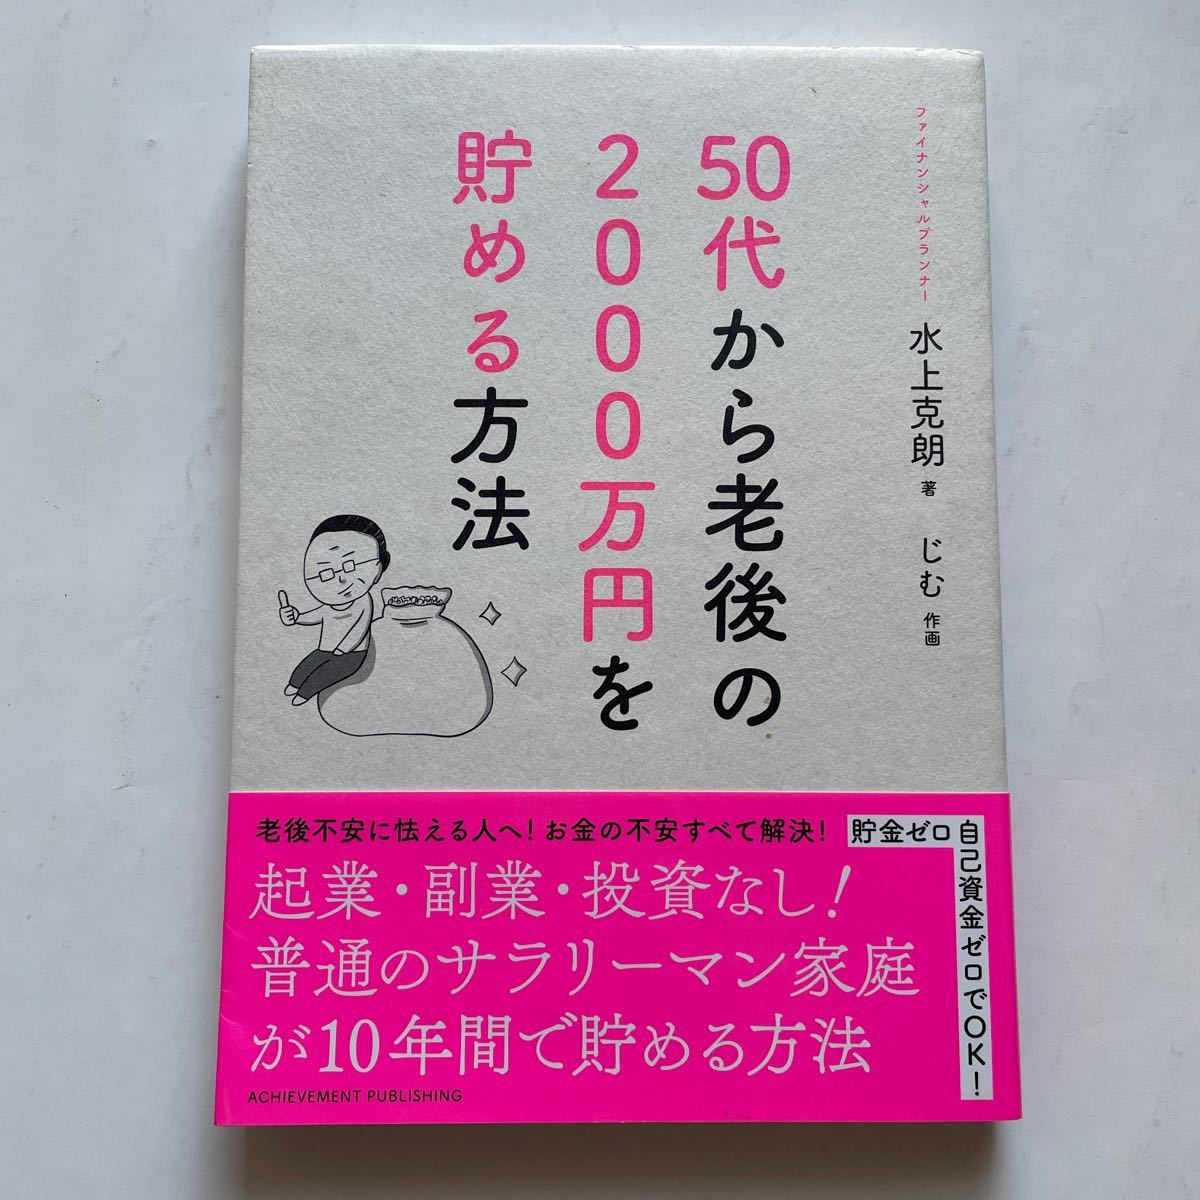 50代から老後の
2000万円を
貯める方法
ファイナンシャルプランナー 水上克朗 著 じむ 作画
老後不安に怯える人へ！お金の不安すべて解決！
貯金ゼロ
自己資金ゼロでOK！
起業・副業・投資なし！
普通のサラリーマン家庭
が10年間で貯める方法
ACHIEVEMENT PUBLISHING